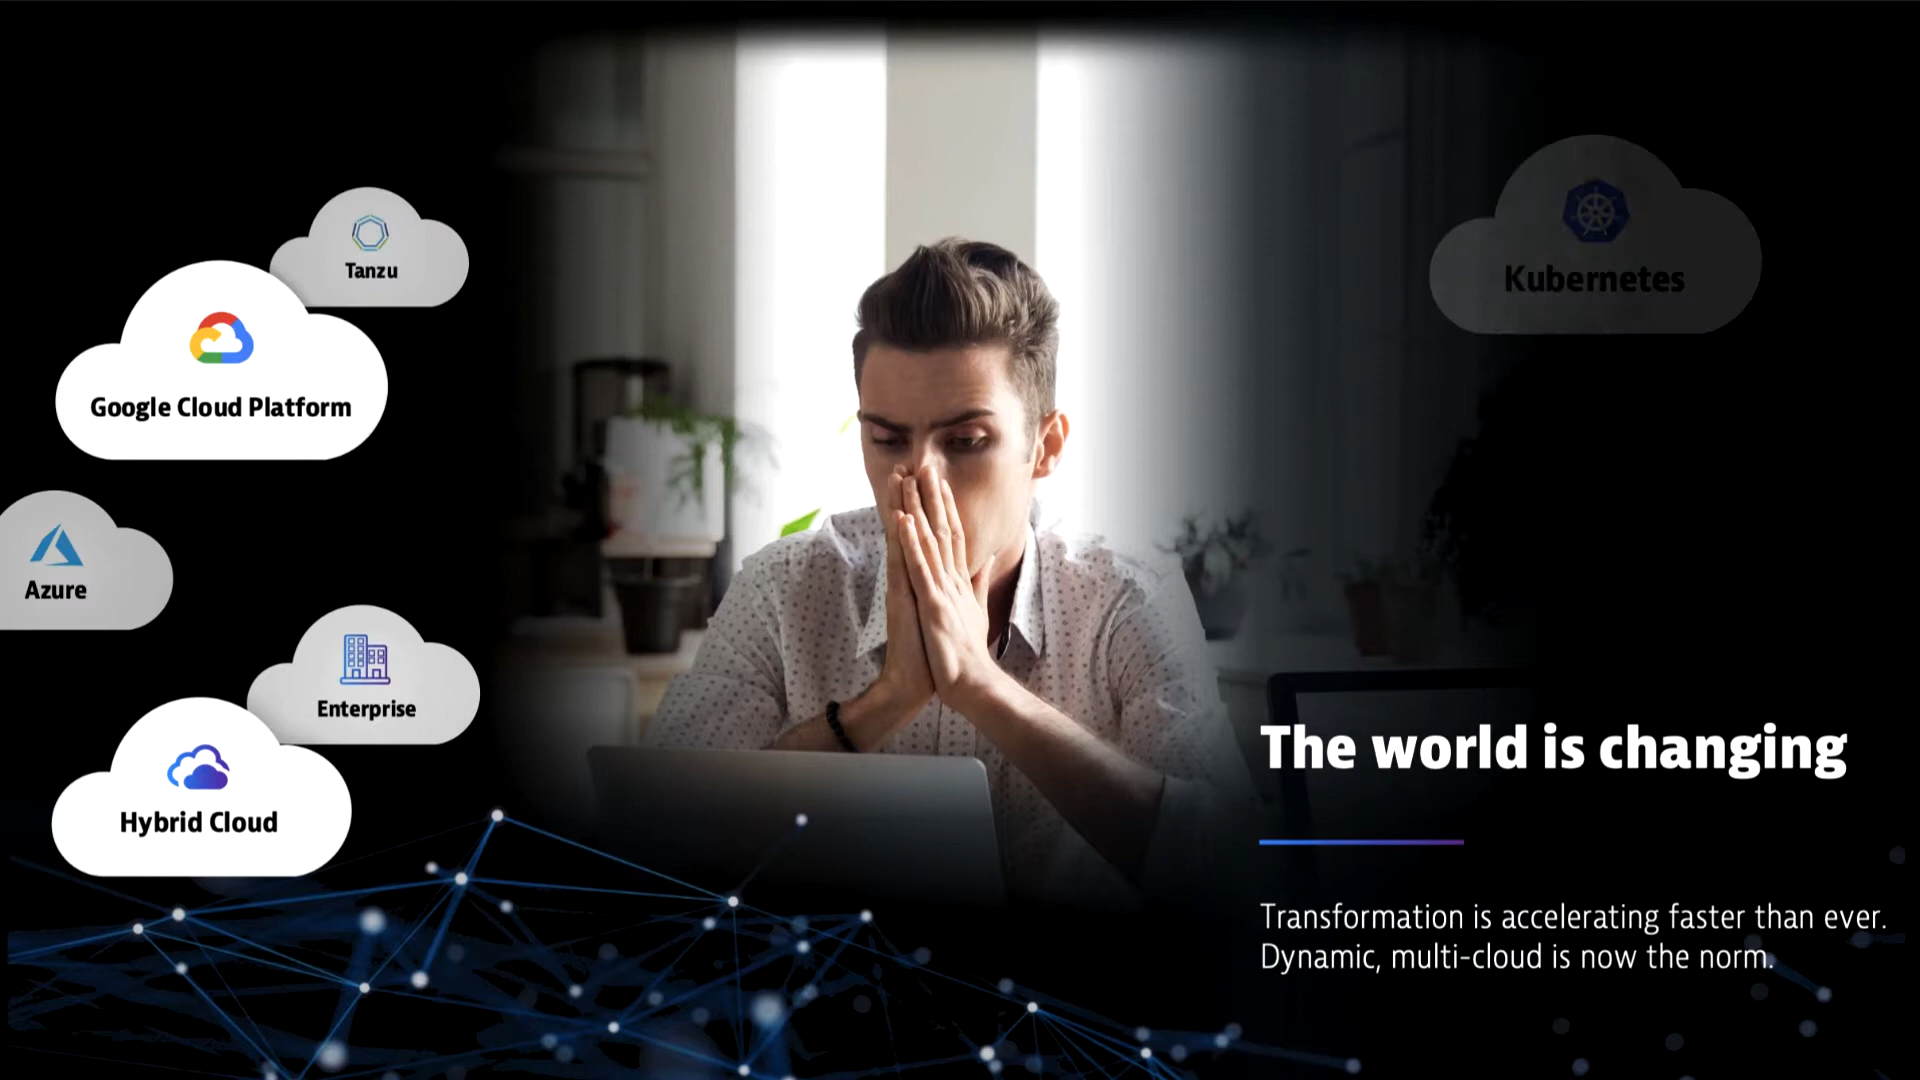 Tanzu
Google Cloud Platform
Azure
Enterprise
Hybrid Cloud
Kubernetes
The world is changing
Transformation is accelerating faster than ever.
Dynamic, multi-cloud is now the norm.